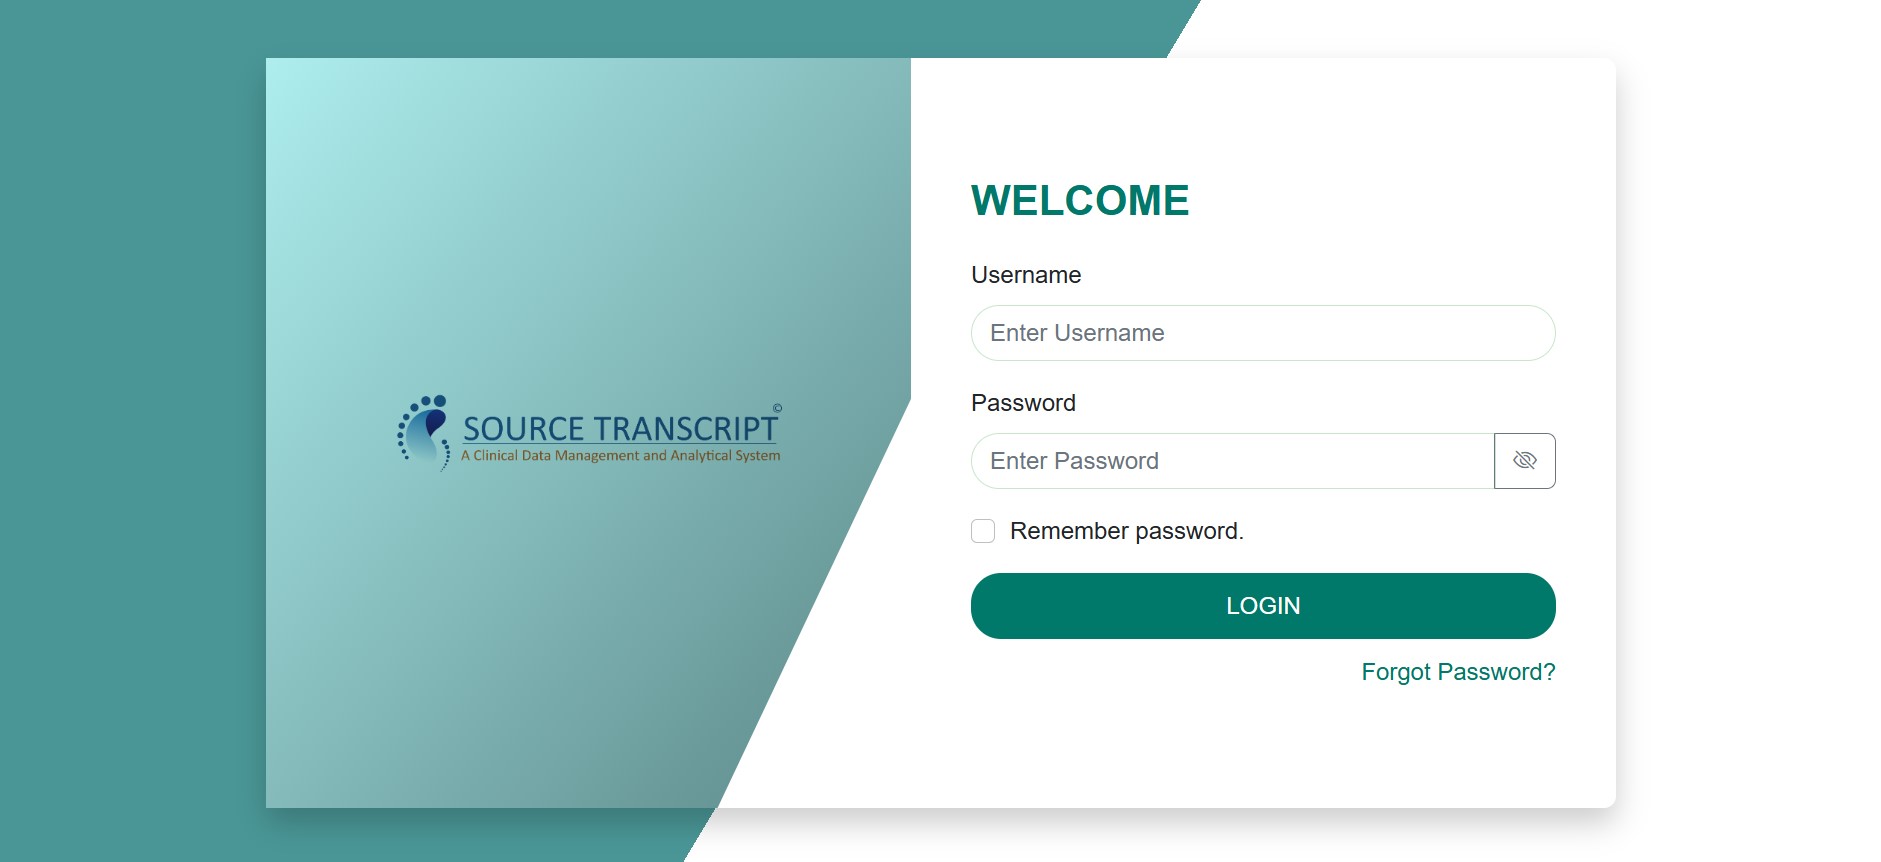 SOURCE TRANSCRIPT©
A Clinical Data Management and Analytical System
WELCOME
Username
Enter Username
Password
Enter Password
Remember password.
LOGIN
Forgot Password?